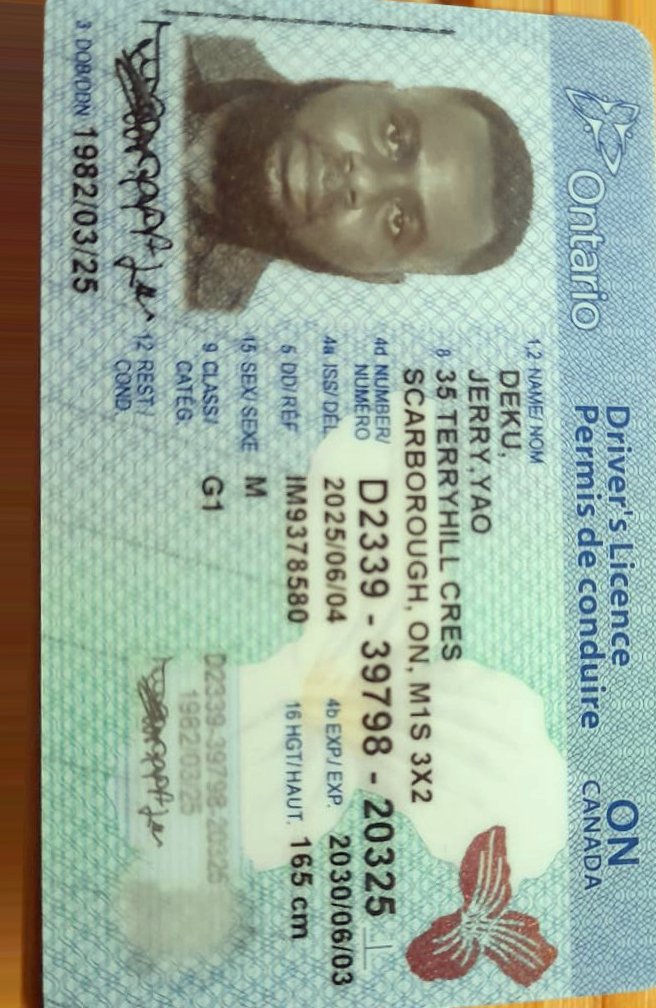 Ontario
Driver's Licence
Permis de conduire
ON
CANADA
1,2 NAME/ NOM
DEKU,
JERRY,YAO
8 35 TERRYHILL CRES
SCARBOROUGH, ON, M1S 3X2
4d NUMBER/ NUMÉRO D2339 - 39798 - 20325
4a ISS/ DÉL 2025/06/04 4b EXP./ EXP. 2030/06/03
5 DD/ RÉF IM9378580 16 HGT/HAUT. 165 cm
15 SEX/ SEXE M
9 CLASS/ CATÉG G1
12 REST./ COND.
3 DOB/DDN 1982/03/25
D2339-39798-20325
1982/03/25